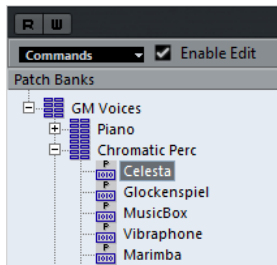 R W
Commands Enable Edit
Patch Banks
GM Voices
Piano
Chromatic Perc
P
Celesta
P
Glockenspiel
P
MusicBox
P
Vibraphone
P
Marimba